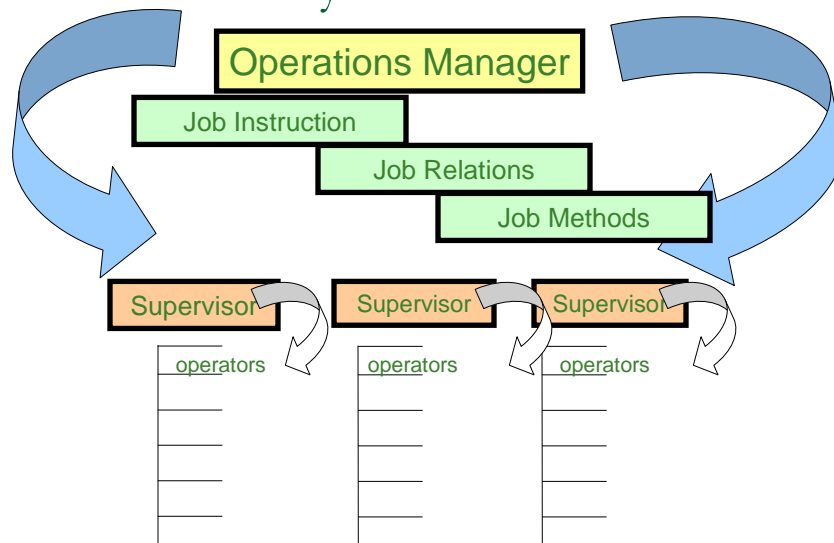 Operations Manager
Job Instruction
Job Relations
Job Methods
Supervisor
Supervisor
Supervisor
operators
operators
operators